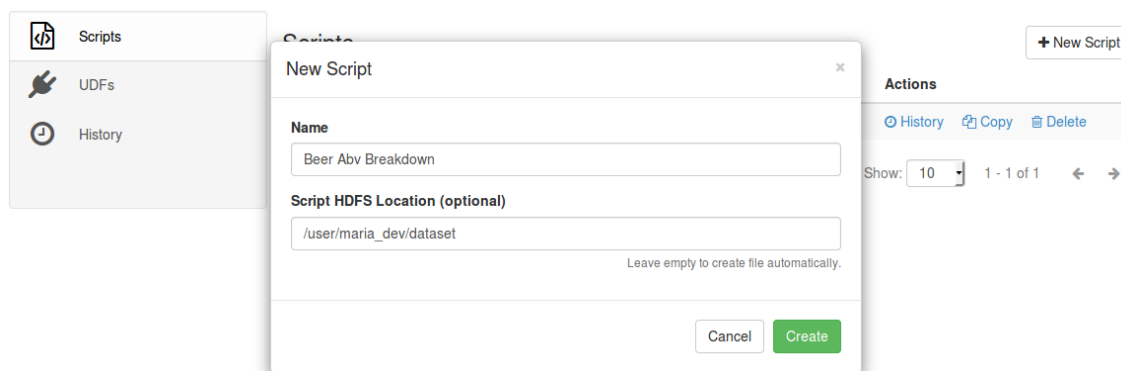 Scripts
UDFs
History
Scripts
+ New Script
New Script ×
Name
Beer Abv Breakdown
Script HDFS Location (optional)
/user/maria_dev/dataset
Leave empty to create file automatically.
Cancel Create
Actions
History Copy Delete
Show: 10 1 - 1 of 1